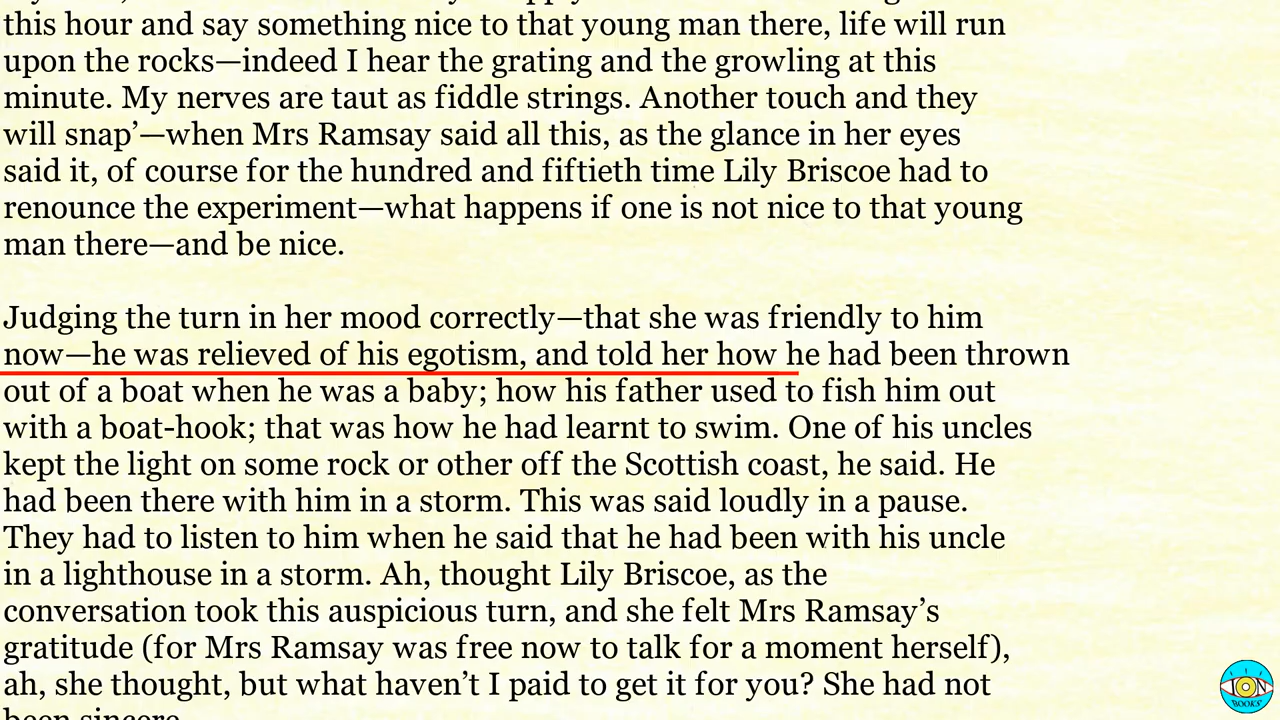 this hour and say something nice to that young man there, life will run
upon the rocks—indeed I hear the grating and the growling at this
minute. My nerves are taut as fiddle strings. Another touch and they
will snap’—when Mrs Ramsay said all this, as the glance in her eyes
said it, of course for the hundred and fiftieth time Lily Briscoe had to
renounce the experiment—what happens if one is not nice to that young
man there—and be nice.
Judging the turn in her mood correctly—that she was friendly to him
now—he was relieved of his egotism, and told her how he had been thrown
out of a boat when he was a baby; how his father used to fish him out
with a boat-hook; that was how he had learnt to swim. One of his uncles
kept the light on some rock or other off the Scottish coast, he said. He
had been there with him in a storm. This was said loudly in a pause.
They had to listen to him when he said that he had been with his uncle
in a lighthouse in a storm. Ah, thought Lily Briscoe, as the
conversation took this auspicious turn, and she felt Mrs Ramsay’s
gratitude (for Mrs Ramsay was free now to talk for a moment herself),
ah, she thought, but what haven’t I paid to get it for you? She had not
been sincere.
ION
BOOKS